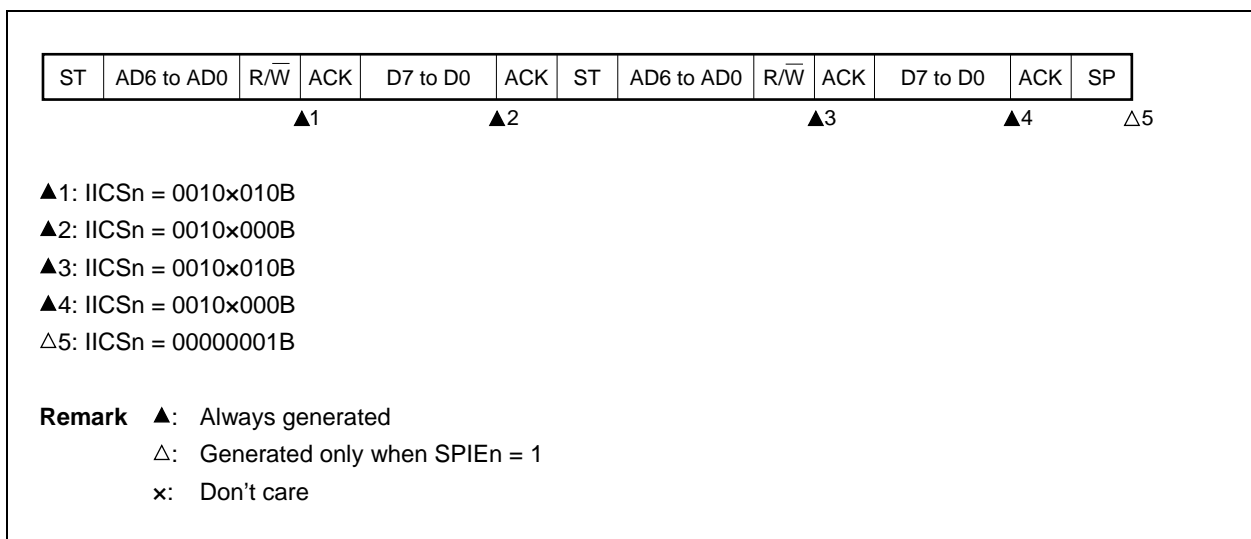 ST AD6 to AD0 R/W̅ ACK D7 to D0 ACK ST AD6 to AD0 R/W̅ ACK D7 to D0 ACK SP
▲1 ▲2 ▲3 ▲4 △5
▲1: IICSn = 0010×010B
▲2: IICSn = 0010×000B
▲3: IICSn = 0010×010B
▲4: IICSn = 0010×000B
△5: IICSn = 00000001B
Remark ▲: Always generated
△: Generated only when SPIEn = 1
×: Don't care